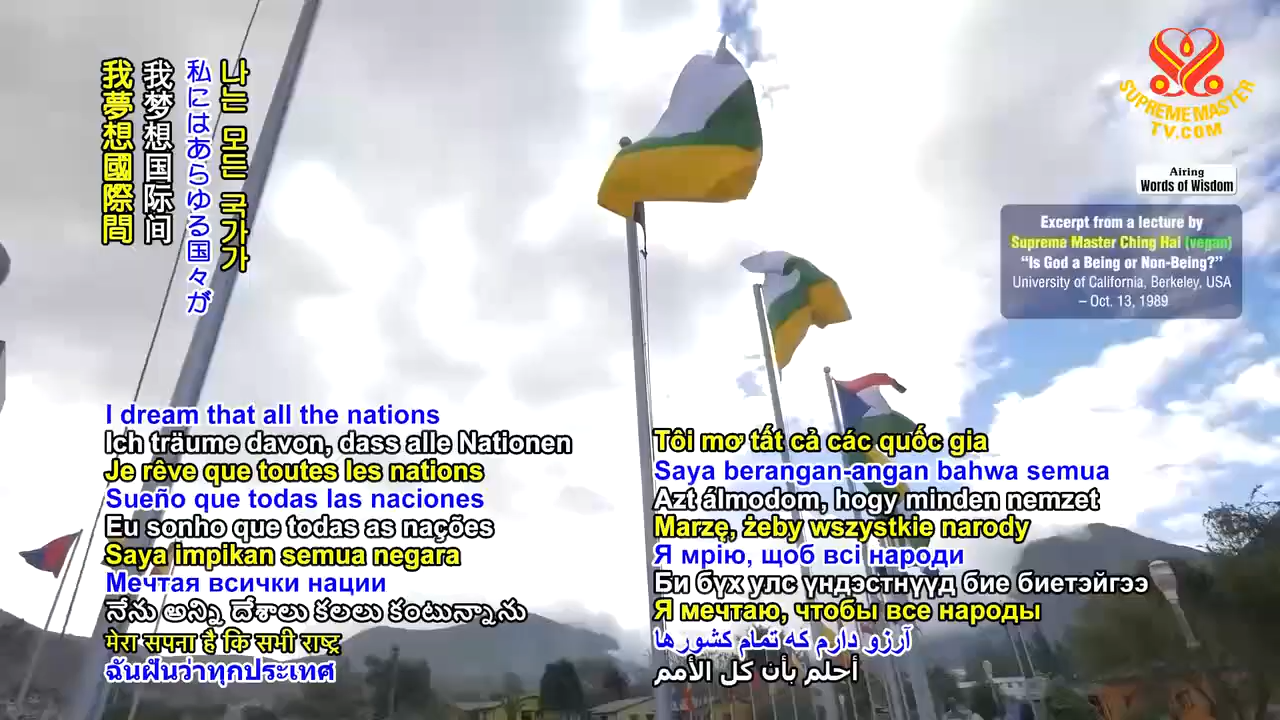 我夢想國際間
我梦想国际间
私にはあらゆる国々が
나는 모든 국가가
SUPREME MASTER
TV.COM
Airing
Words of Wisdom
Excerpt from a lecture by
Supreme Master Ching Hai (vegan)
“Is God a Being or Non-Being?”
University of California, Berkeley, USA
– Oct. 13, 1989
I dream that all the nations
Ich träume davon, dass alle Nationen
Je rêve que toutes les nations
Sueño que todas las naciones
Eu sonho que todas as nações
Saya impikan semua negara
Мечтая всички нации
నేను అన్ని దేశాలు కలలు కంటున్నాను
मेरा सपना है कि सभी राष्ट्र
ฉันฝันว่าทุกประเทศ
Tôi mơ tất cả các quốc gia
Saya berangan-angan bahwa semua
Azt álmodom, hogy minden nemzet
Marzę, żeby wszystkie narody
Я мрію, щоб всі народи
Би бүх улс үндэстнүүд бие биетэйгээ
Я мечтаю, чтобы все народы
آرزو دارم که تمام کشورها
أحلم بأن كل الأمم